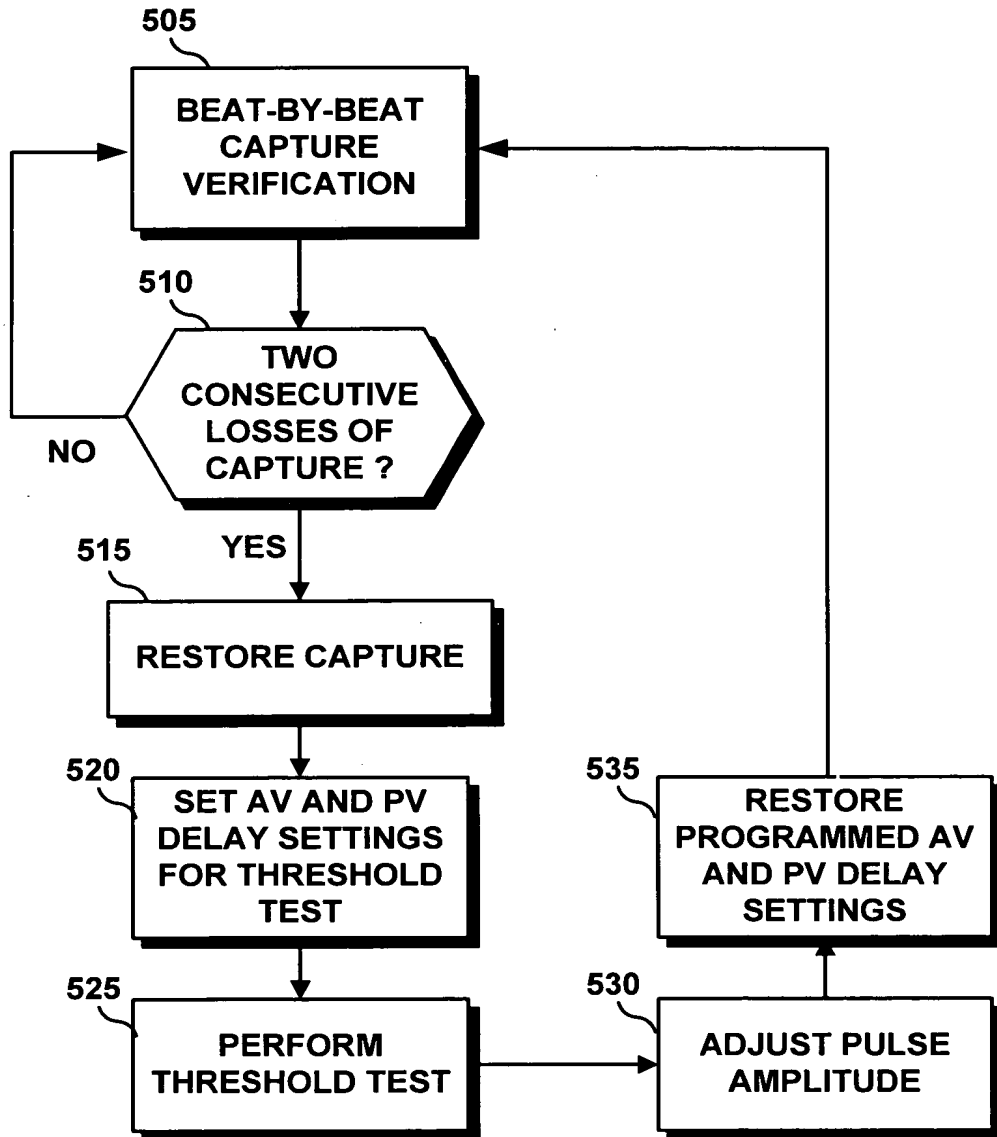 505
BEAT-BY-BEAT
CAPTURE
VERIFICATION
510
TWO
CONSECUTIVE
LOSSES OF
CAPTURE ?
NO
YES
515
RESTORE CAPTURE
520
SET AV AND PV
DELAY SETTINGS
FOR THRESHOLD
TEST
525
PERFORM
THRESHOLD TEST
530
ADJUST PULSE
AMPLITUDE
535
RESTORE
PROGRAMMED AV
AND PV DELAY
SETTINGS